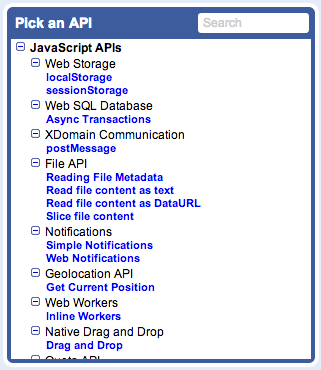 Pick an API
Search
JavaScript APIs
Web Storage
localStorage
sessionStorage
Web SQL Database
Async Transactions
XDomain Communication
postMessage
File API
Reading File Metadata
Read file content as text
Read file content as DataURL
Slice file content
Notifications
Simple Notifications
Web Notifications
Geolocation API
Get Current Position
Web Workers
Inline Workers
Native Drag and Drop
Drag and Drop
Quota API